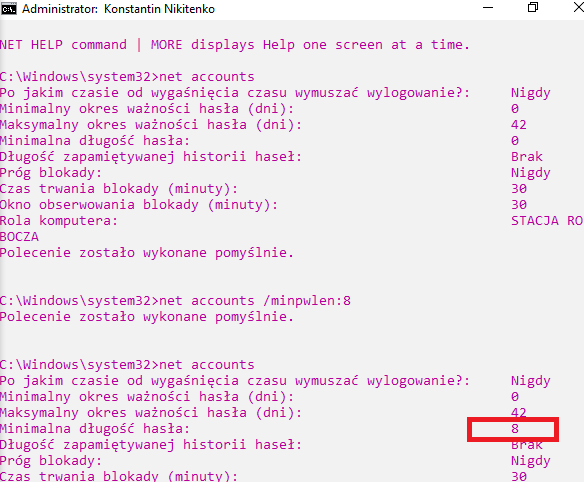 Administrator: Konstantin Nikitenko
NET HELP command | MORE displays Help one screen at a time.
C:\Windows\system32>net accounts
Po jakim czasie od wygaśnięcia czasu wymuszać wylogowanie?: Nigdy
Minimalny okres ważności hasła (dni): 0
Maksymalny okres ważności hasła (dni): 42
Minimalna długość hasła: 0
Długość zapamiętywanej historii haseł: Brak
Próg blokady: Nigdy
Czas trwania blokady (minuty): 30
Okno obserwowania blokady (minuty): 30
Rola komputera: STACJA RO
BOCZA
Polecenie zostało wykonane pomyślnie.
C:\Windows\system32>net accounts /minpwlen:8
Polecenie zostało wykonane pomyślnie.
C:\Windows\system32>net accounts
Po jakim czasie od wygaśnięcia czasu wymuszać wylogowanie?: Nigdy
Minimalny okres ważności hasła (dni): 0
Maksymalny okres ważności hasła (dni): 42
Minimalna długość hasła: 8
Długość zapamiętywanej historii haseł: Brak
Próg blokady: Nigdy
Czas trwania blokady (minuty): 30